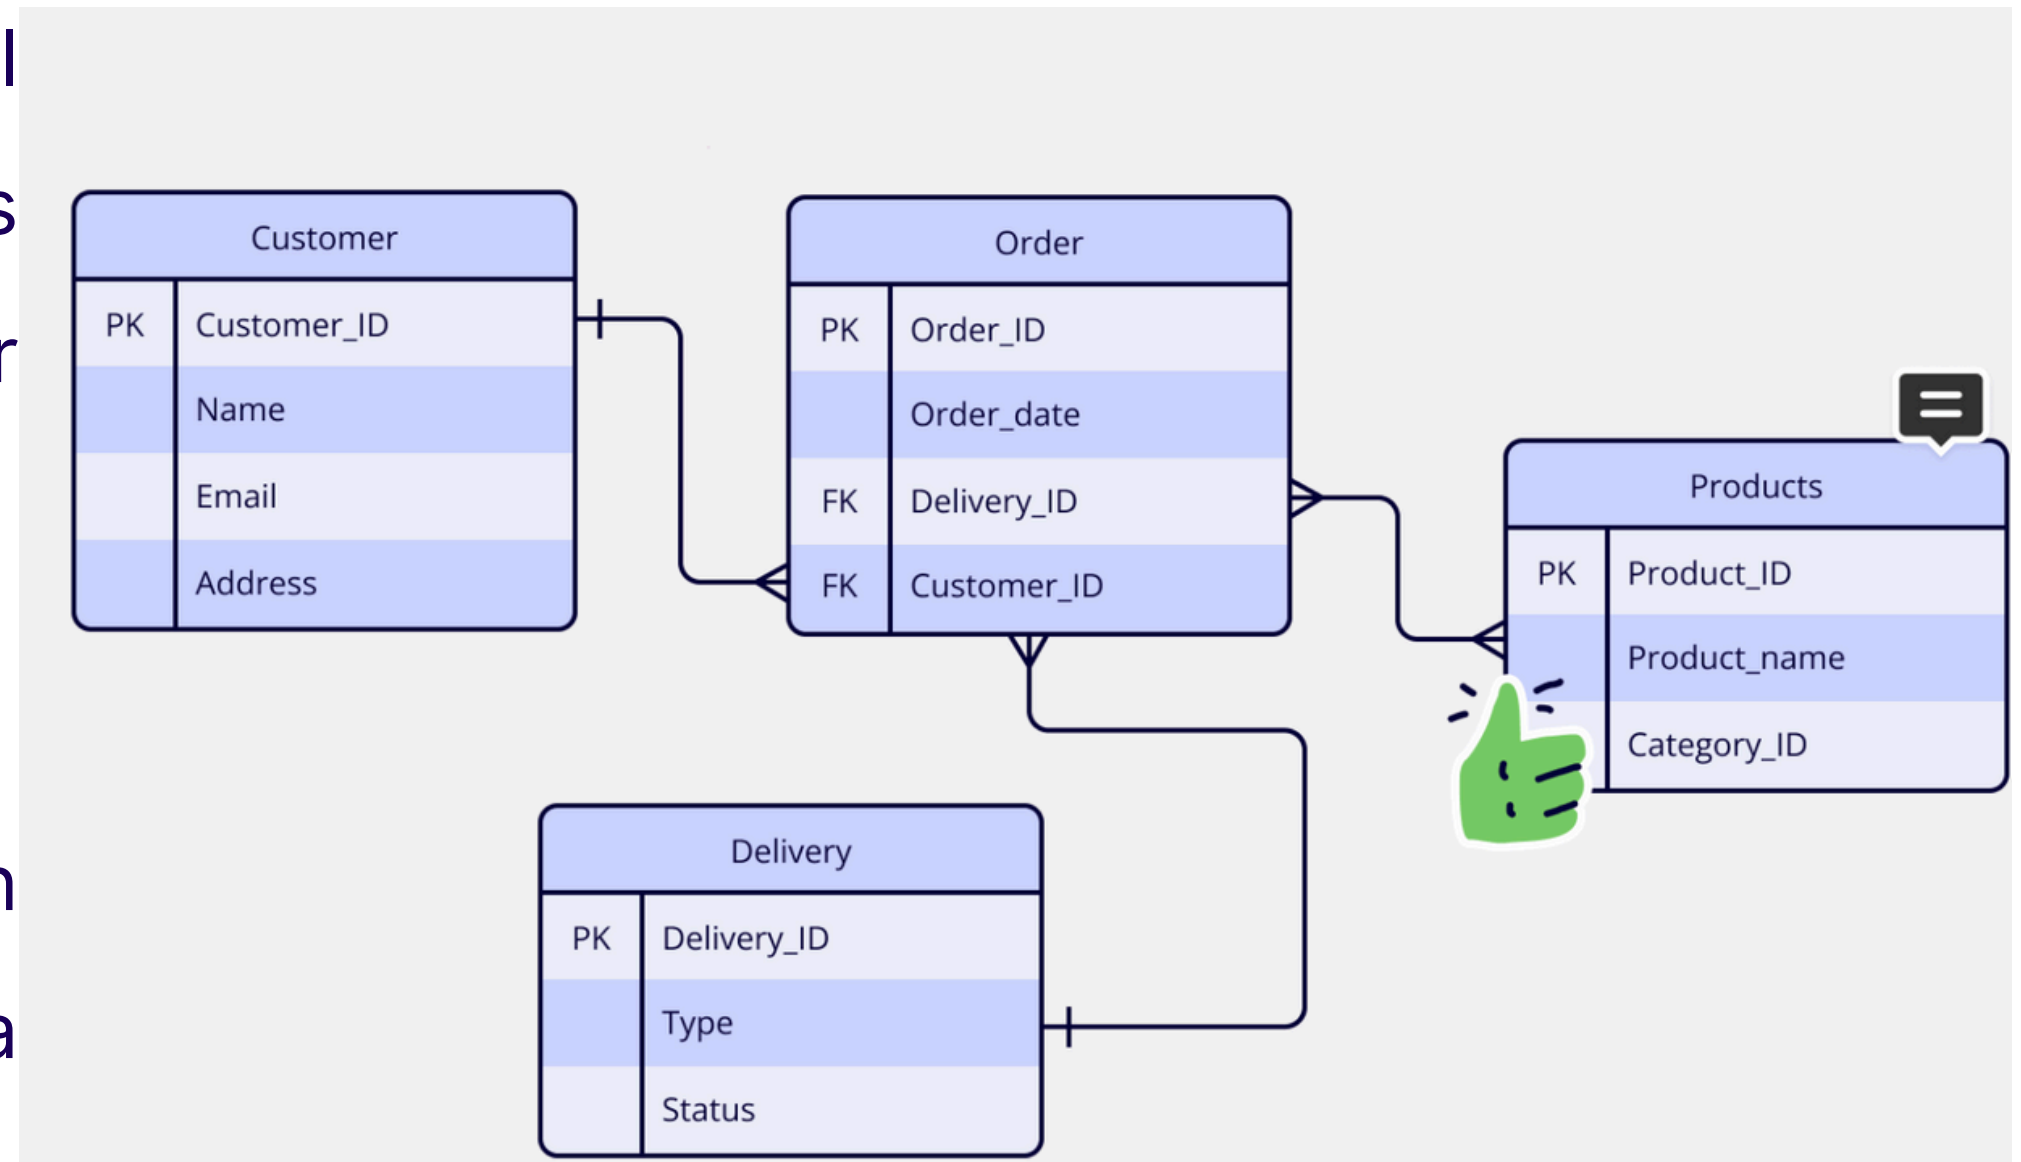 l
s
r
n
a
Customer
PK Customer_ID
Name
Email
Address
Order
PK Order_ID
Order_date
FK Delivery_ID
FK Customer_ID
Products
PK Product_ID
Product_name
Category_ID
Delivery
PK Delivery_ID
Type
Status